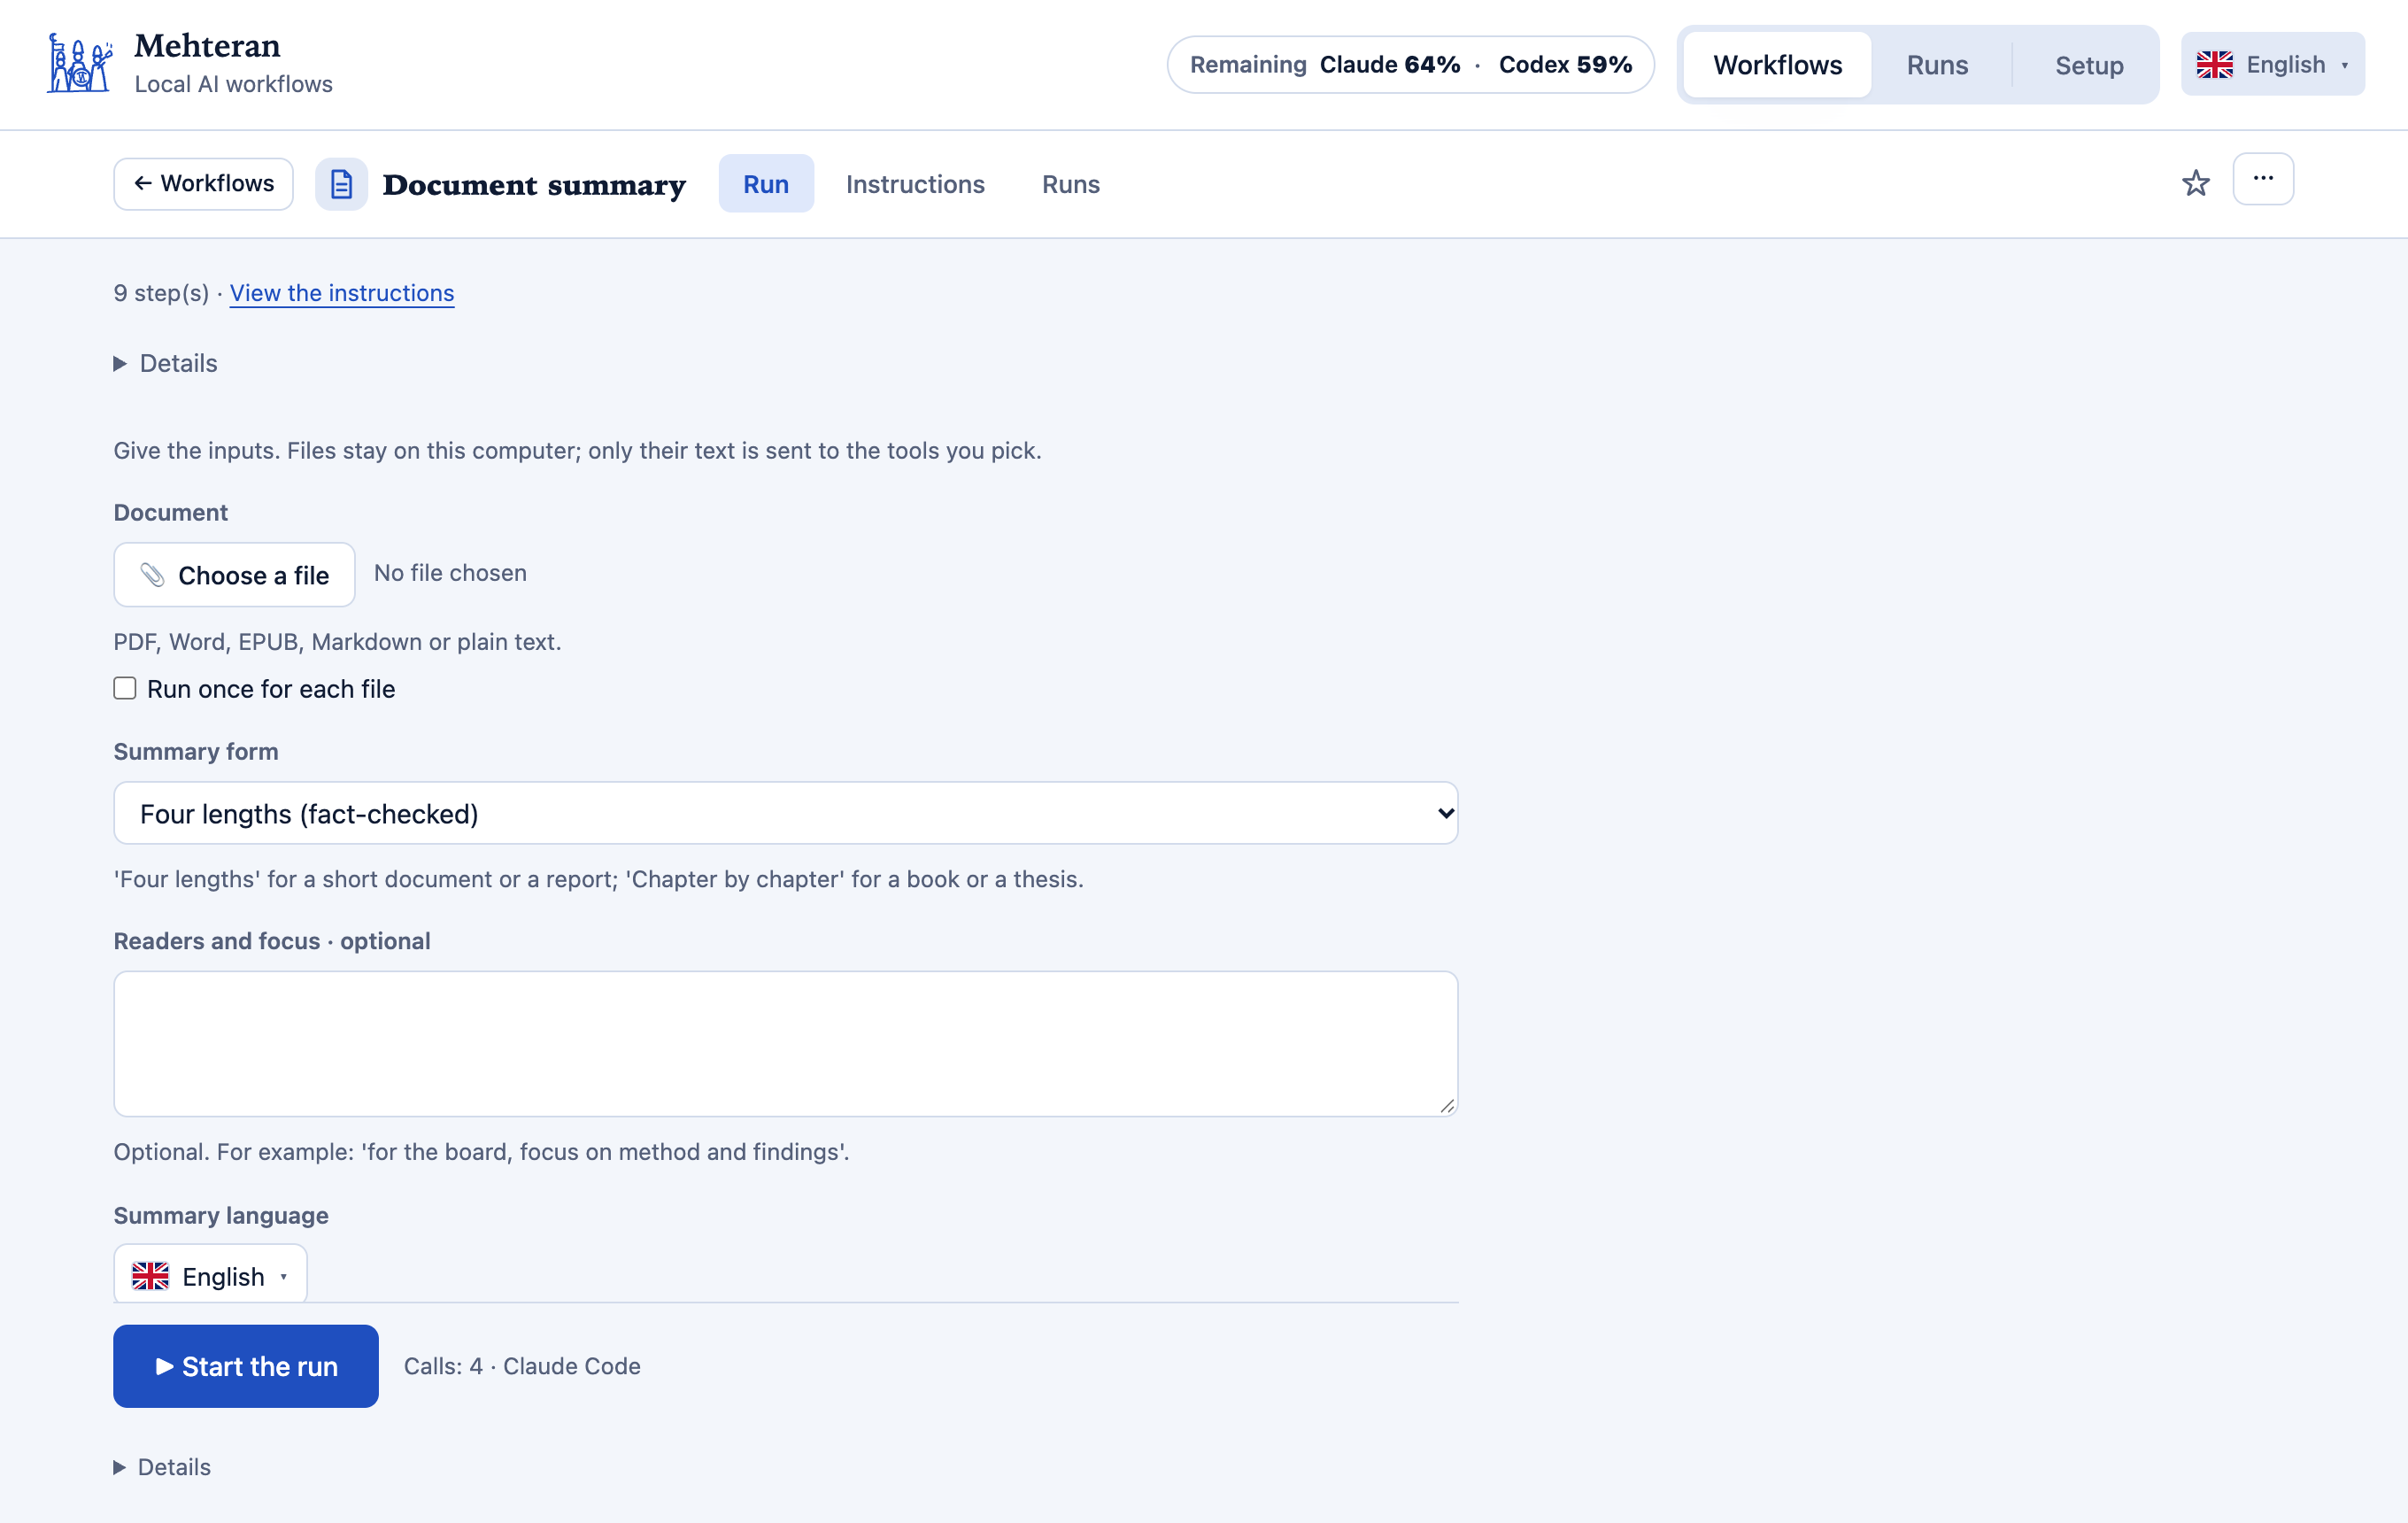 Mehteran
Local AI workflows
Remaining Claude 64% · Codex 59%
Workflows
Runs
Setup
English
← Workflows
Document summary
Run
Instructions
Runs
9 step(s) · View the instructions
Details
Give the inputs. Files stay on this computer; only their text is sent to the tools you pick.
Document
Choose a file
No file chosen
PDF, Word, EPUB, Markdown or plain text.
Run once for each file
Summary form
Four lengths (fact-checked)
'Four lengths' for a short document or a report; 'Chapter by chapter' for a book or a thesis.
Readers and focus · optional
Optional. For example: 'for the board, focus on method and findings'.
Summary language
English
Start the run
Calls: 4 · Claude Code
Details